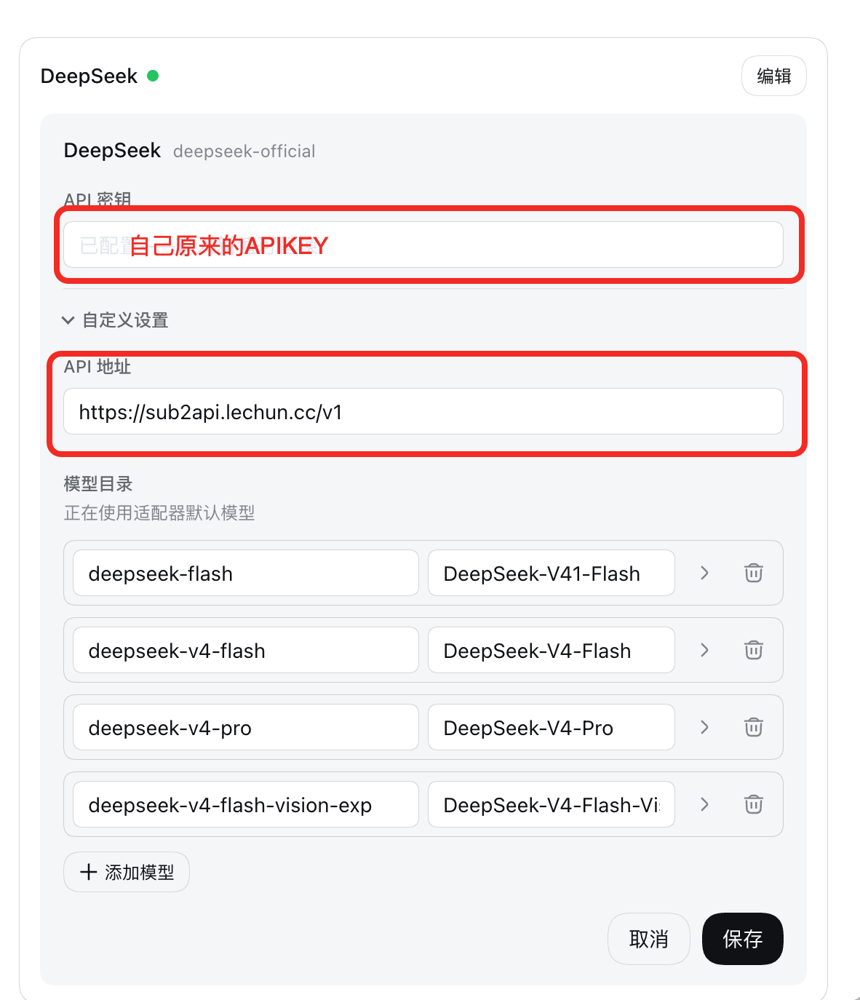 DeepSeek
编辑
DeepSeek deepseek-official
API 密钥
已配置
自己原来的APIKEY
自定义设置
API 地址
https://sub2api.lechun.cc/v1
模型目录
正在使用适配器默认模型
deepseek-flash DeepSeek-V41-Flash
deepseek-v4-flash DeepSeek-V4-Flash
deepseek-v4-pro DeepSeek-V4-Pro
deepseek-v4-flash-vision-exp DeepSeek-V4-Flash-Vi
添加模型
取消 保存